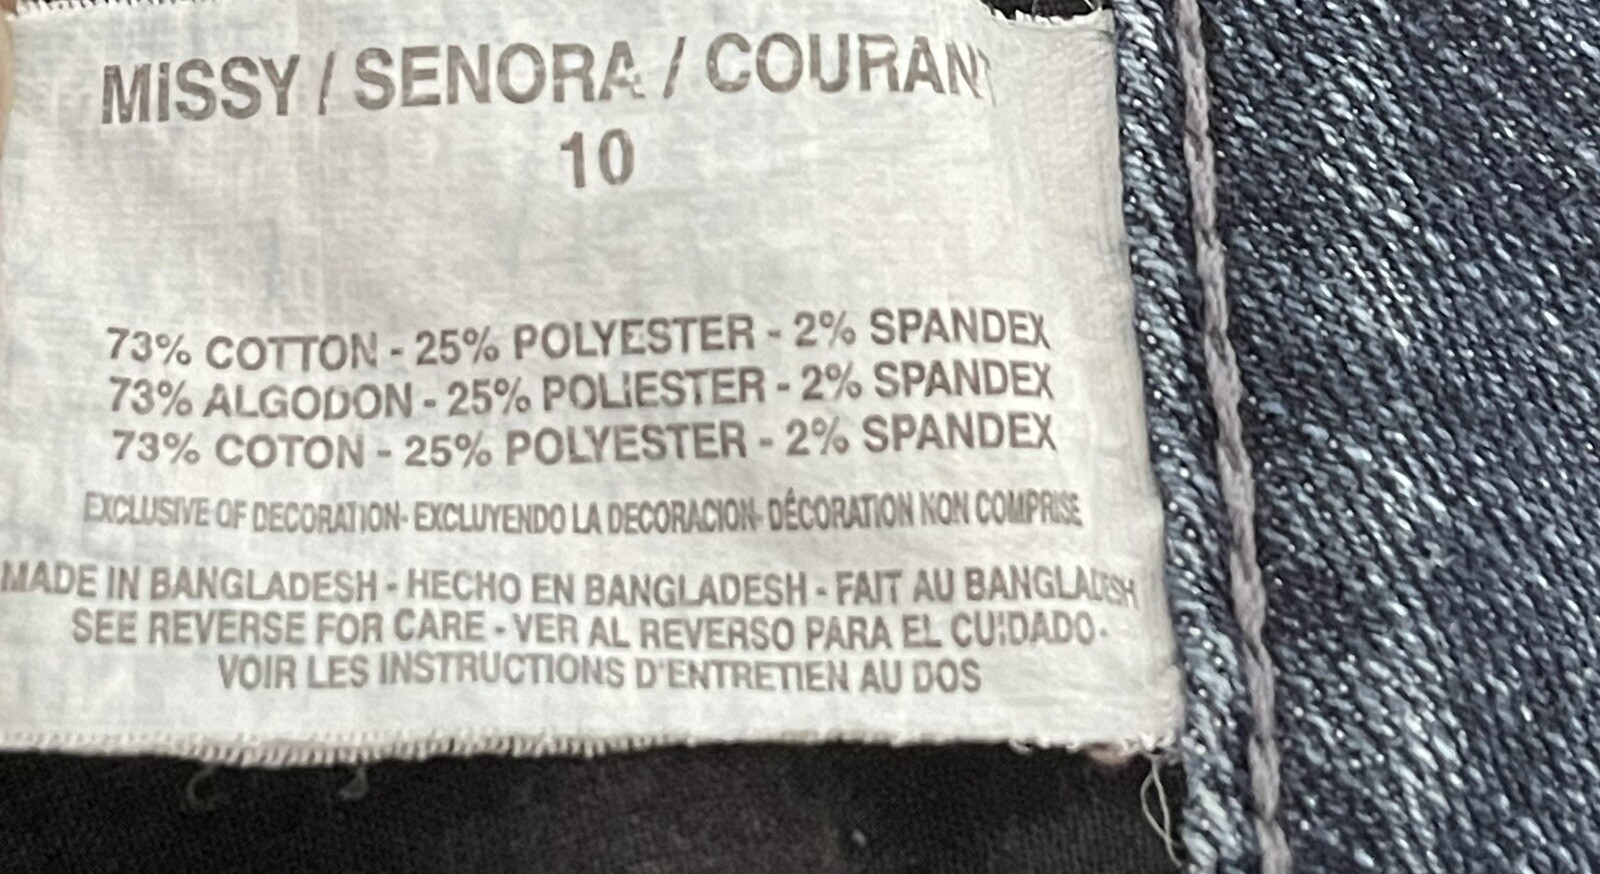 MISSY / SENORA / COURANT
10
73% COTTON - 25% POLYESTER - 2% SPANDEX
73% ALGODON - 25% POLIESTER - 2% SPANDEX
73% COTON - 25% POLYESTER - 2% SPANDEX
EXCLUSIVE OF DECORATION- EXCLUYENDO LA DECORACION- DÉCORATION NON COMPRISE
MADE IN BANGLADESH - HECHO EN BANGLADESH - FAIT AU BANGLADESH
SEE REVERSE FOR CARE - VER AL REVERSO PARA EL CUIDADO-
VOIR LES INSTRUCTIONS D'ENTRETIEN AU DOS